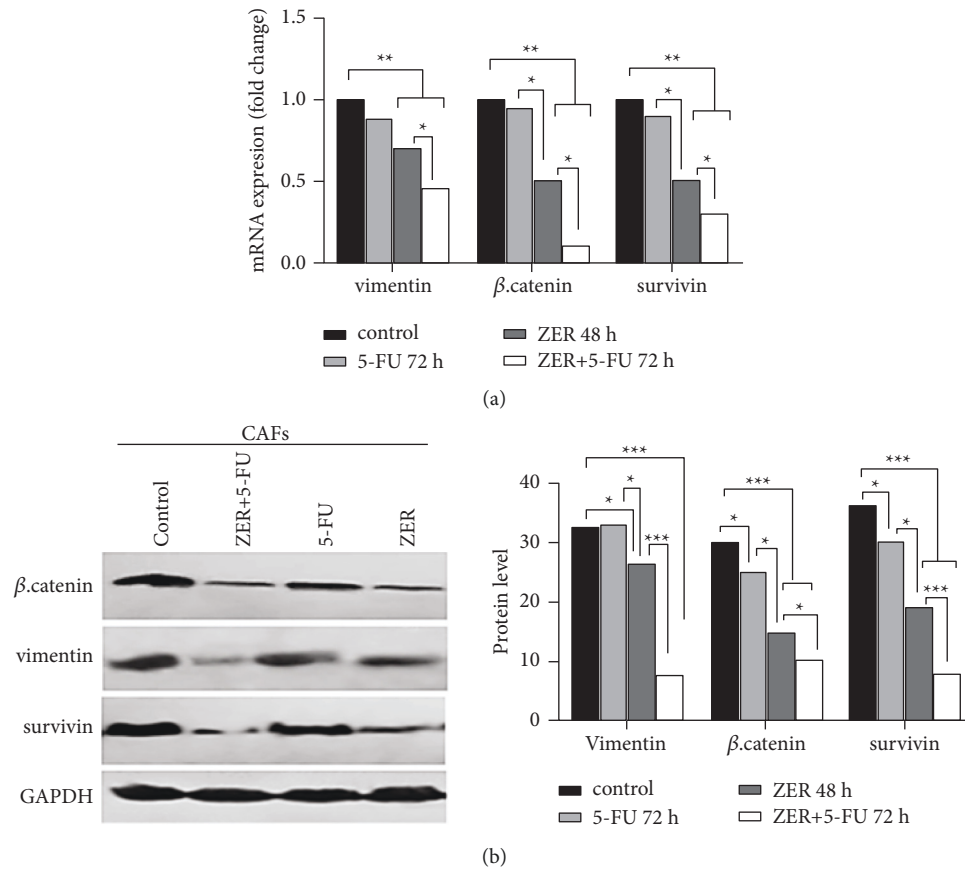 1.5
1.0
0.5
0.0
mRNA expresion (fold change)
**
*
**
*
*
**
*
*
vimentin
β.catenin
survivin
control
ZER 48 h
5-FU 72 h
ZER+5-FU 72 h
(a)
CAFs
Control
ZER+5-FU
5-FU
ZER
β.catenin
vimentin
survivin
GAPDH
40
30
20
10
0
Protein level
***
*
*
***
***
*
*
*
***
*
*
***
Vimentin
β.catenin
survivin
control
ZER 48 h
5-FU 72 h
ZER+5-FU 72 h
(b)